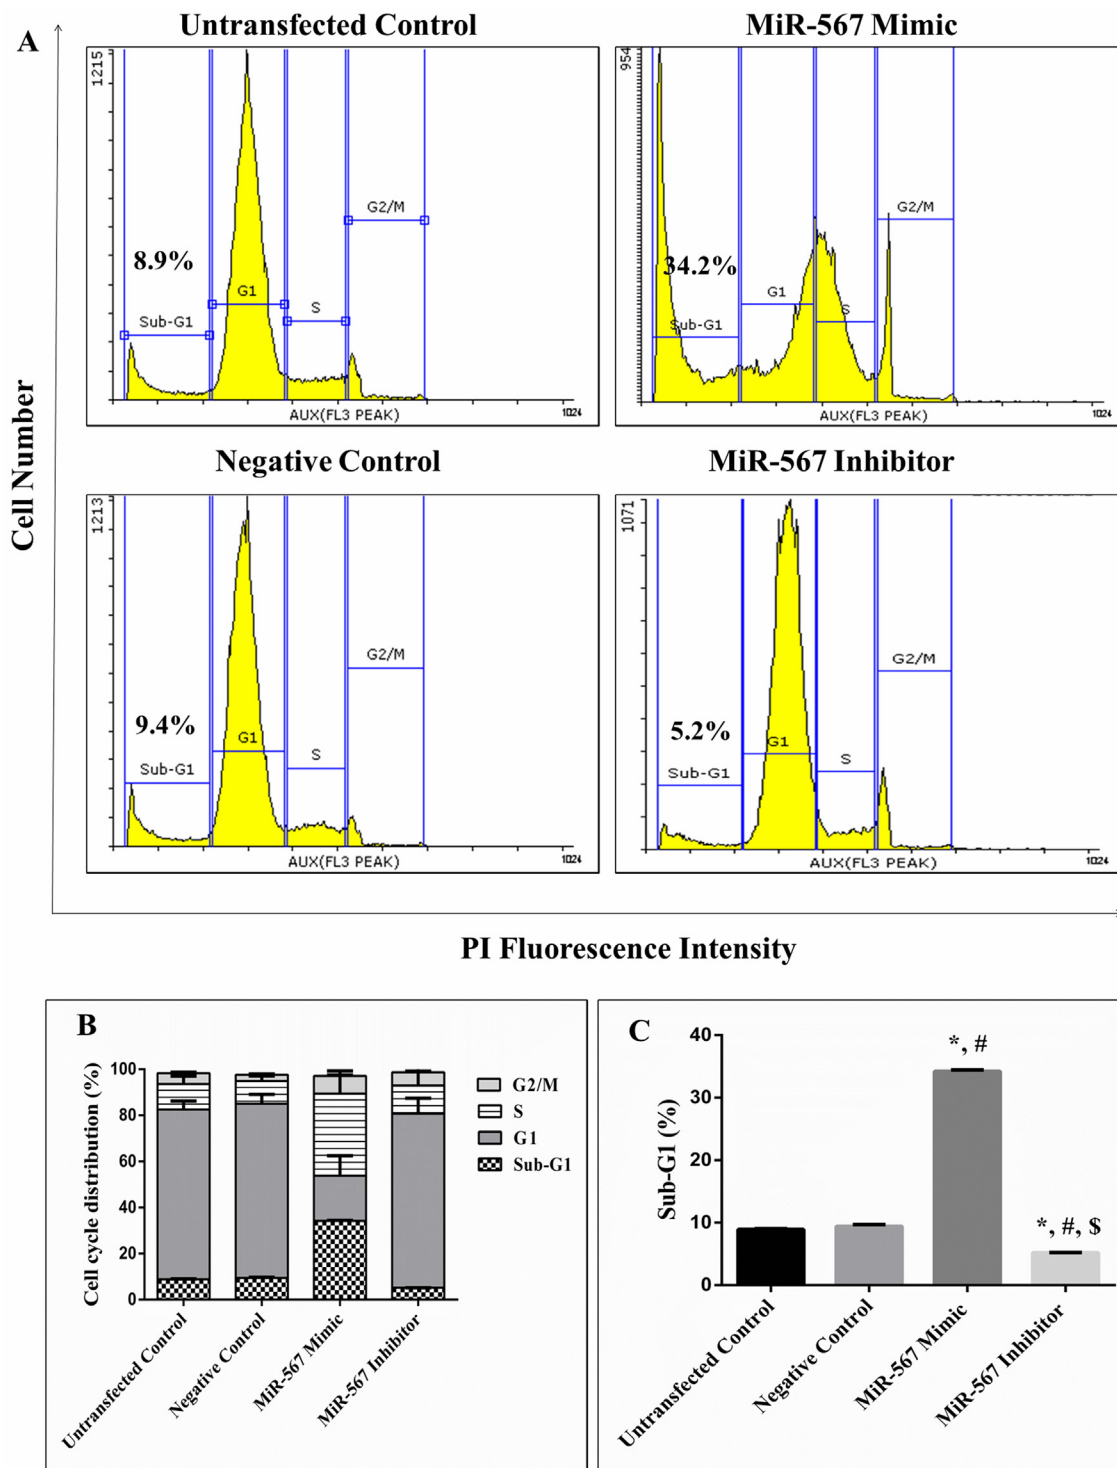 A
Untransfected Control
MiR-567 Mimic
1215
8.9%
Sub-G1
G1
S
G2/M
AUX(FL3 PEAK)
1024
954
34.2%
Sub-G1
G1
S
G2/M
AUX(FL3 PEAK)
1024
Cell Number
Negative Control
MiR-567 Inhibitor
1213
9.4%
Sub-G1
G1
S
G2/M
AUX(FL3 PEAK)
1024
1071
5.2%
Sub-G1
G1
S
G2/M
AUX(FL3 PEAK)
1024
PI Fluorescence Intensity
B
Cell cycle distribution (%)
100
80
60
40
20
0
G2/M
S
G1
Sub-G1
Untransfected Control
Negative Control
MiR-567 Mimic
MiR-567 Inhibitor
C
Sub-G1 (%)
40
30
20
10
0
*, #
*, #, $
Untransfected Control
Negative Control
MiR-567 Mimic
MiR-567 Inhibitor